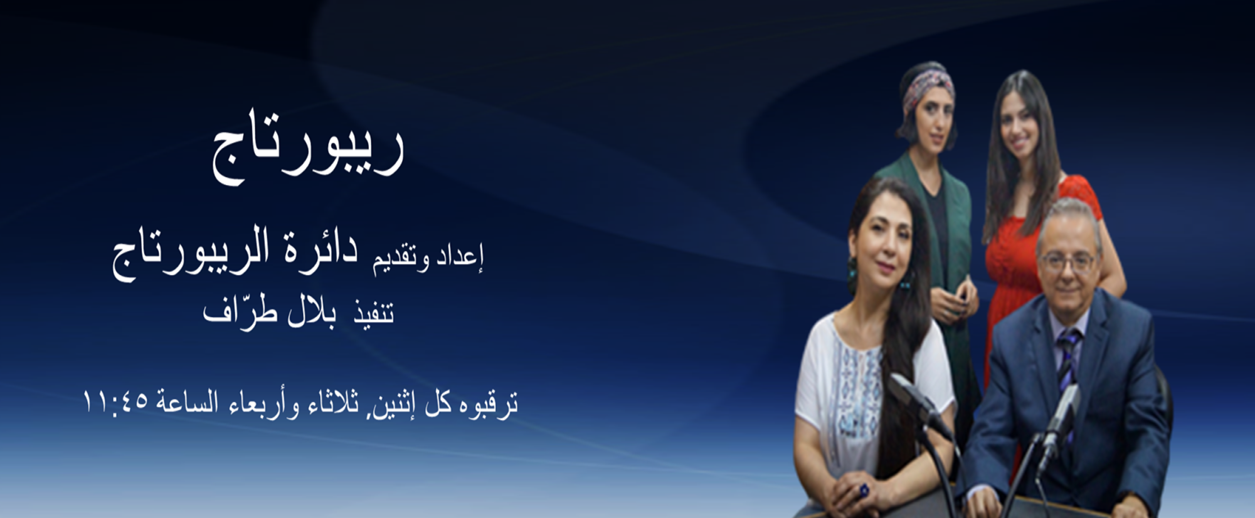 ريبورتاج
إعداد وتقديم دائرة الريبورتاج
تنفيذ بلال طرّاف
ترقبوه كل إثنين, ثلاثاء وأربعاء الساعة ١١:٤٥